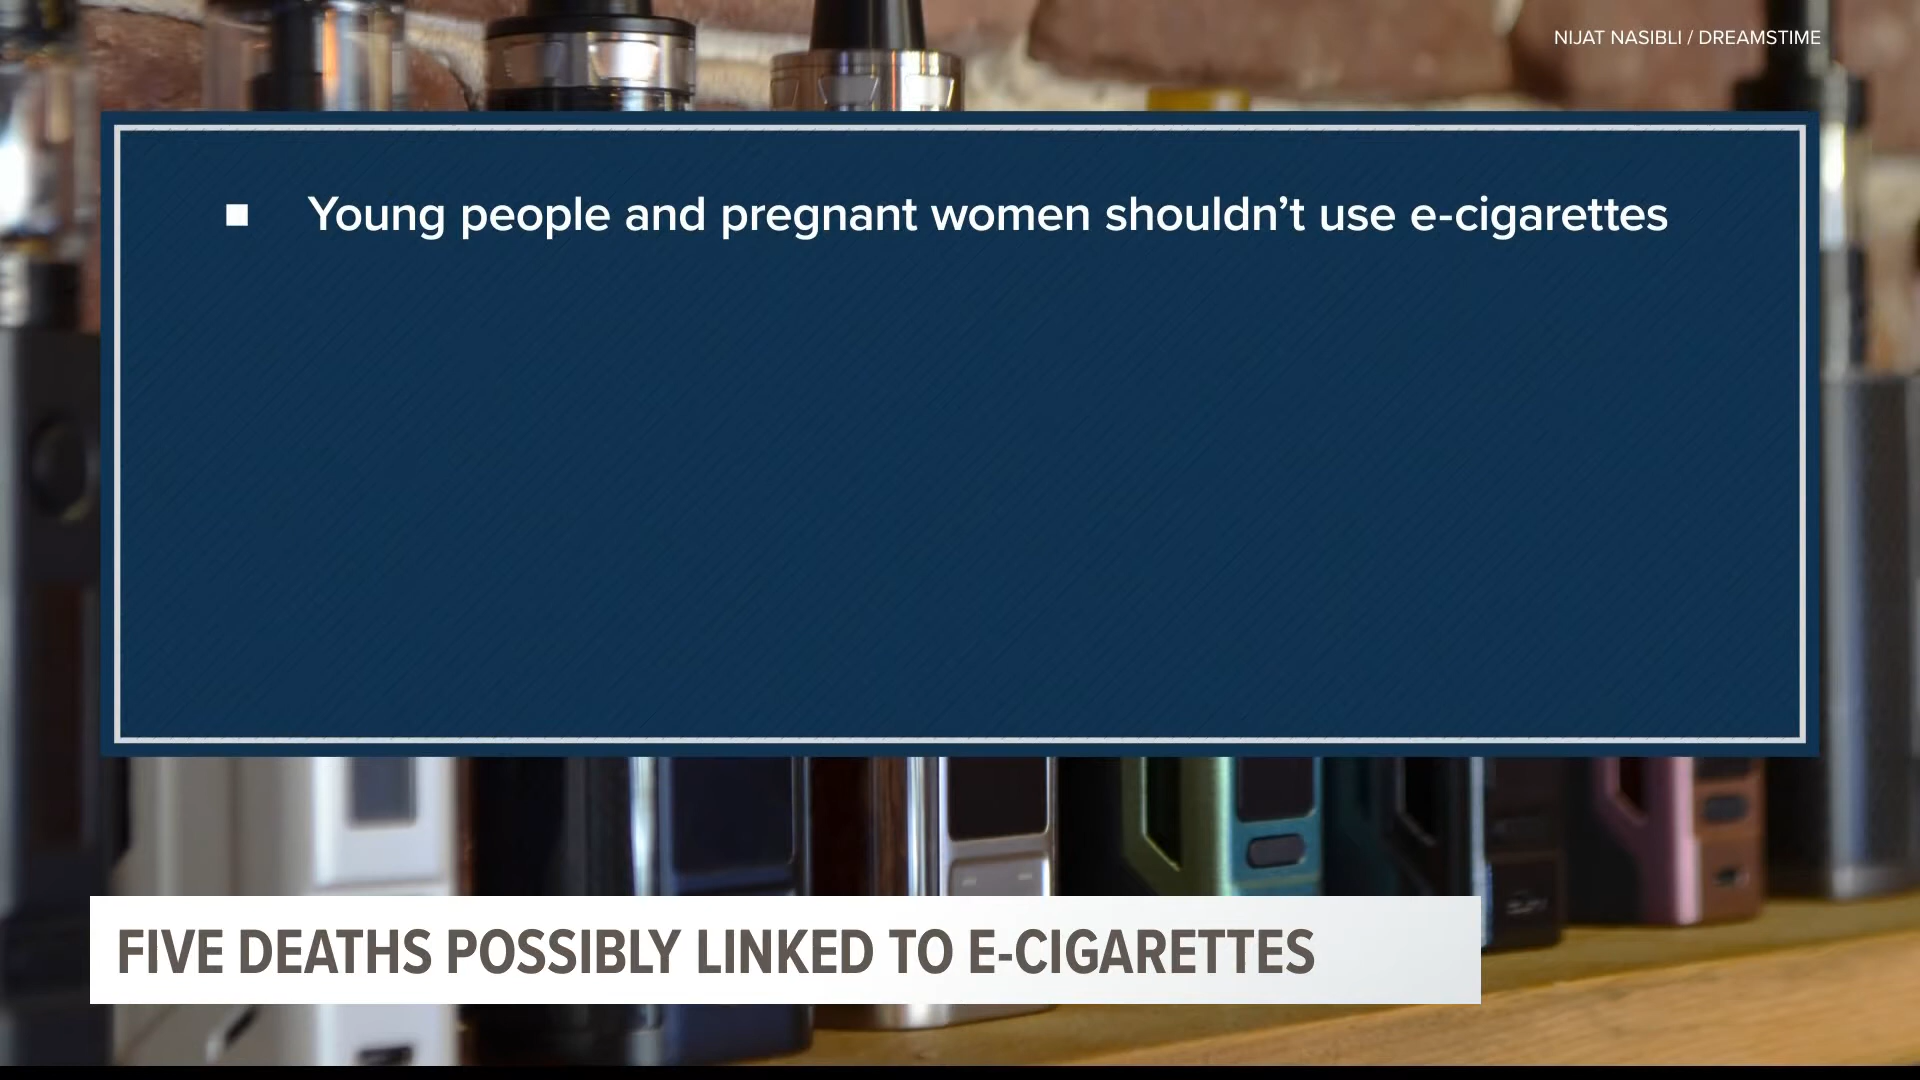 NIJAT NASIBLI / DREAMSTIME
■ Young people and pregnant women shouldn’t use e-cigarettes
FIVE DEATHS POSSIBLY LINKED TO E-CIGARETTES